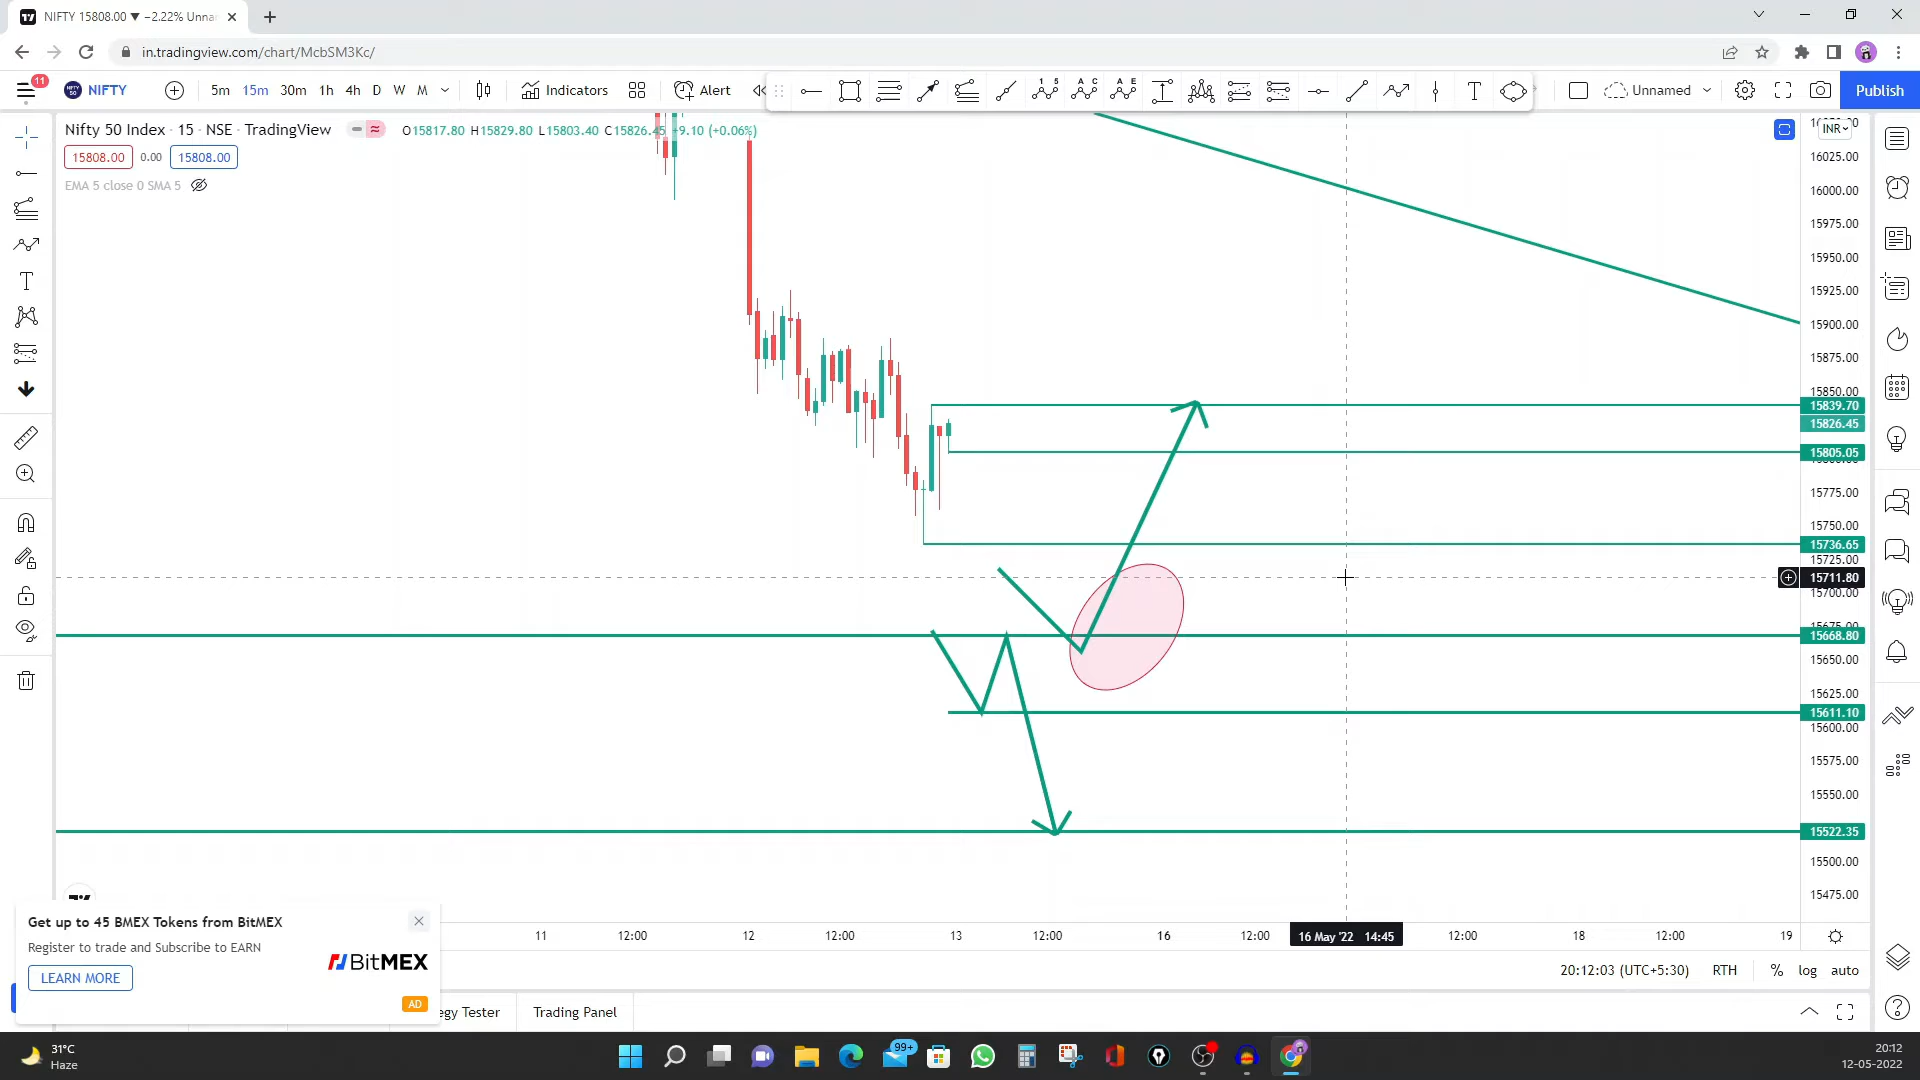 NIFTY 15808.00 ▼ −2.22% Unna
in.tradingview.com/chart/McbSM3Kc/
11
NIFTY 5m 15m 30m 1h 4h D W M Indicators Alert Unnamed Publish
Nifty 50 Index · 15 · NSE · TradingView O15817.80 H15829.80 L15803.40 C15826.45 +9.10 (+0.06%)
15808.00 0.00 15808.00
EMA 5 close 0 SMA 5
INR
16025.00
16000.00
15975.00
15950.00
15925.00
15900.00
15875.00
15850.00
15839.70
15826.45
15805.05
15775.00
15750.00
15736.65
15725.00
15711.80
15700.00
15668.80
15650.00
15625.00
15611.10
15600.00
15575.00
15550.00
15522.35
15500.00
15475.00
11 12:00 12 12:00 13 12:00 16 12:00 16 May '22 14:45 12:00 18 12:00 19
Get up to 45 BMEX Tokens from BitMEX
Register to trade and Subscribe to EARN
BitMEX
LEARN MORE
AD
20:12:03 (UTC+5:30) RTH % log auto
egy Tester Trading Panel
31°C
Haze
99+
20:12
12-05-2022